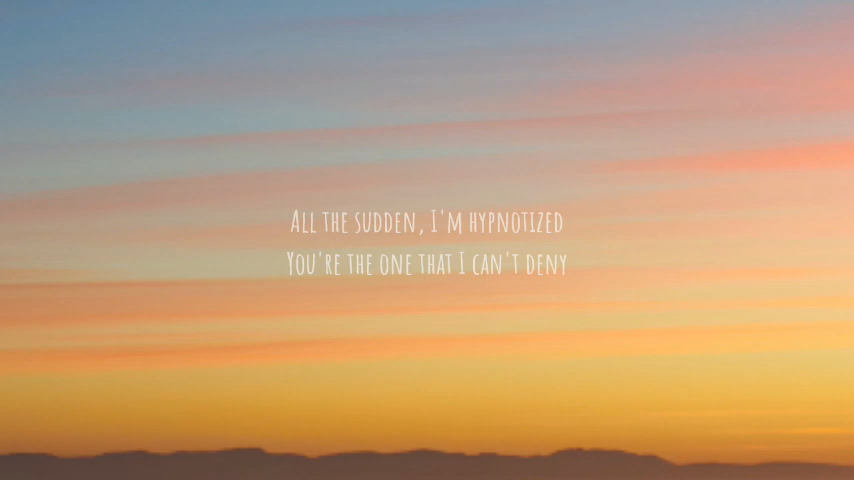 All the sudden, I'm hypnotized
You're the one that I can't deny